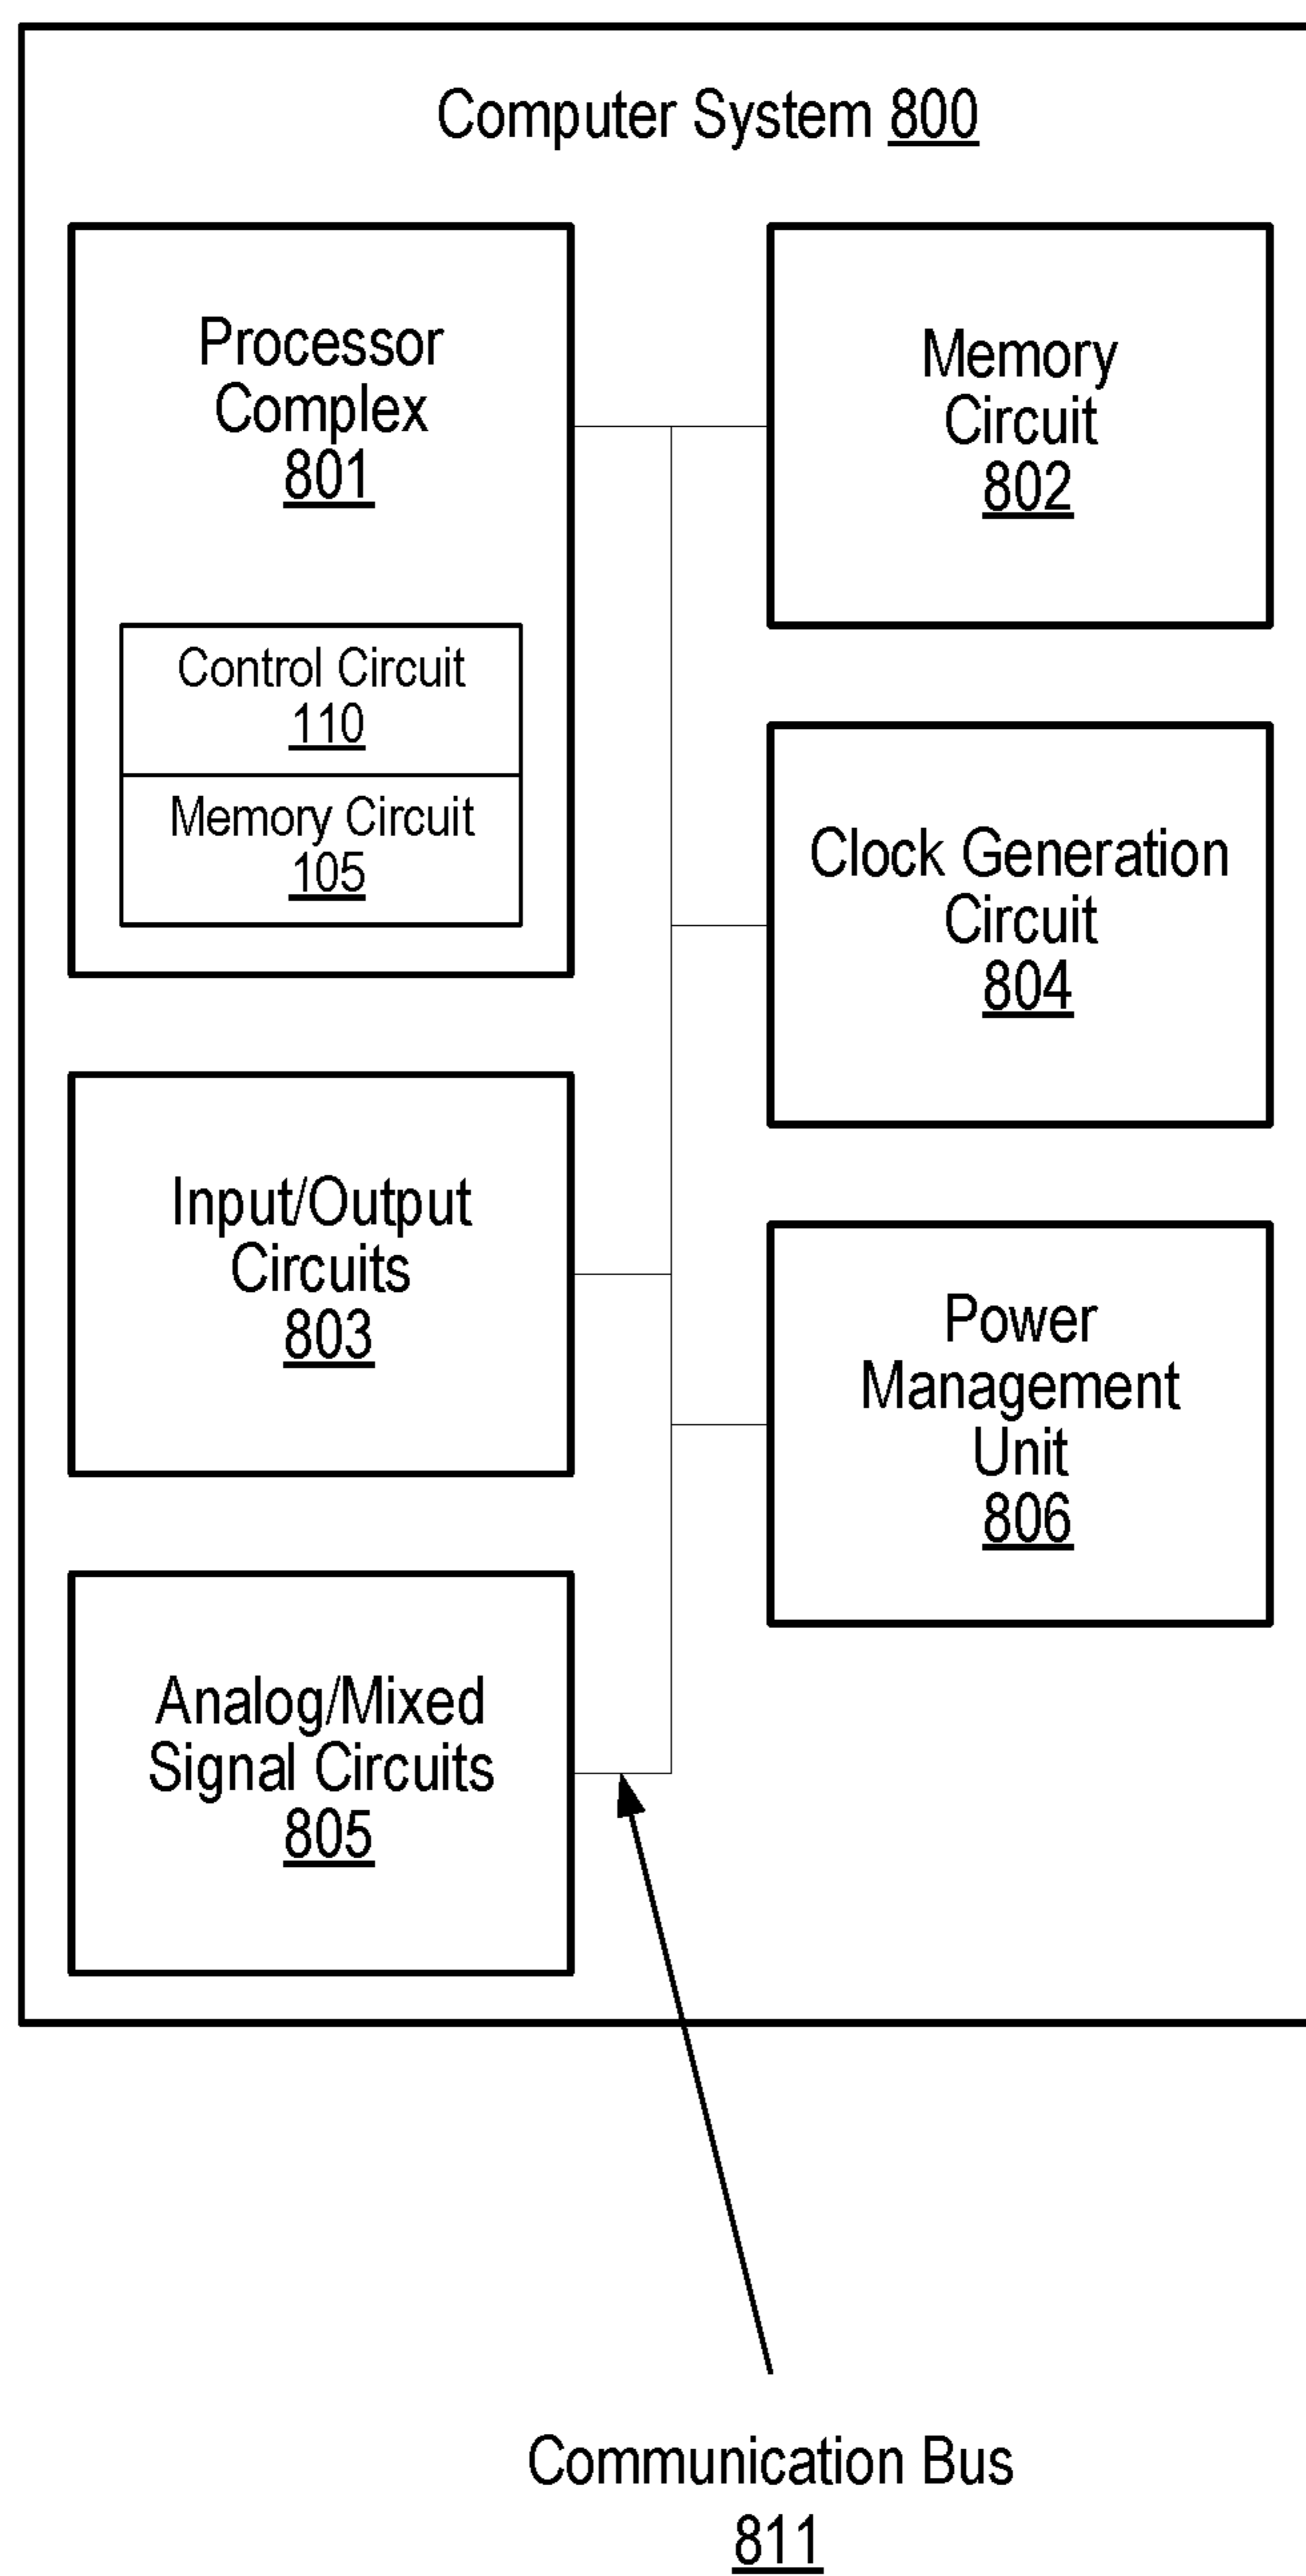 Computer System 800
Processor
Complex
801
Control Circuit
110
Memory Circuit
105
Memory
Circuit
802
Clock Generation
Circuit
804
Input/Output
Circuits
803
Power
Management
Unit
806
Analog/Mixed
Signal Circuits
805
Communication Bus
811